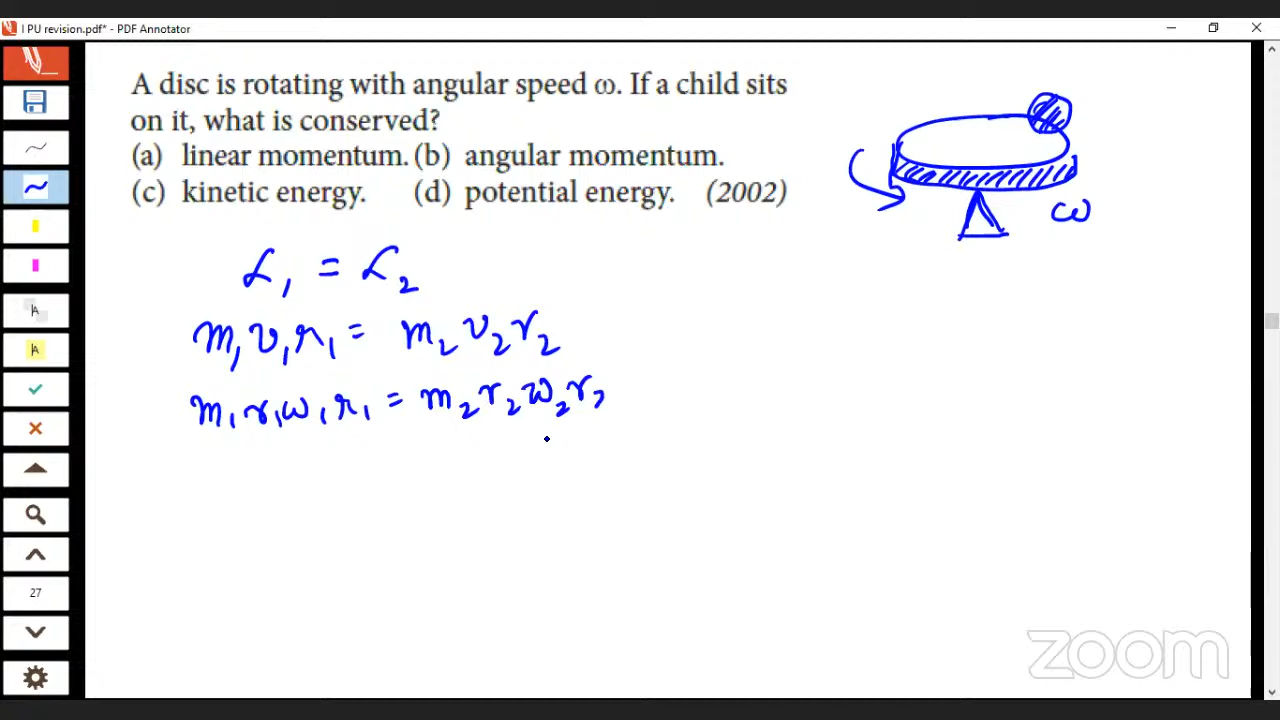 I PU revision.pdf* - PDF Annotator
A disc is rotating with angular speed ω. If a child sits
on it, what is conserved?
(a) linear momentum. (b) angular momentum.
(c) kinetic energy. (d) potential energy. (2002)
ω
L₁ = L₂
m₁v₁r₁ = m₂v₂r₂
m₁r₁ω₁r₁ = m₂r₂ω₂r₂
A
A
27
zoom